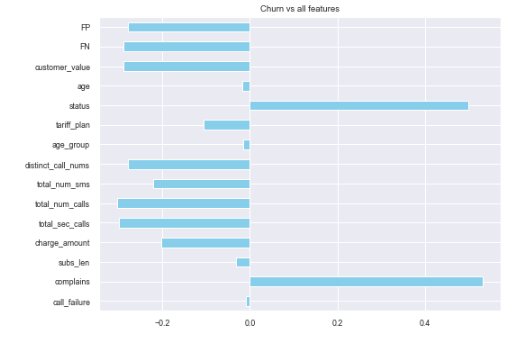 Churn vs all features
FP
FN
customer_value
age
status
tariff_plan
age_group
distinct_call_nums
total_num_sms
total_num_calls
total_sec_calls
charge_amount
subs_len
complains
call_failure
−0.2 0.0 0.2 0.4